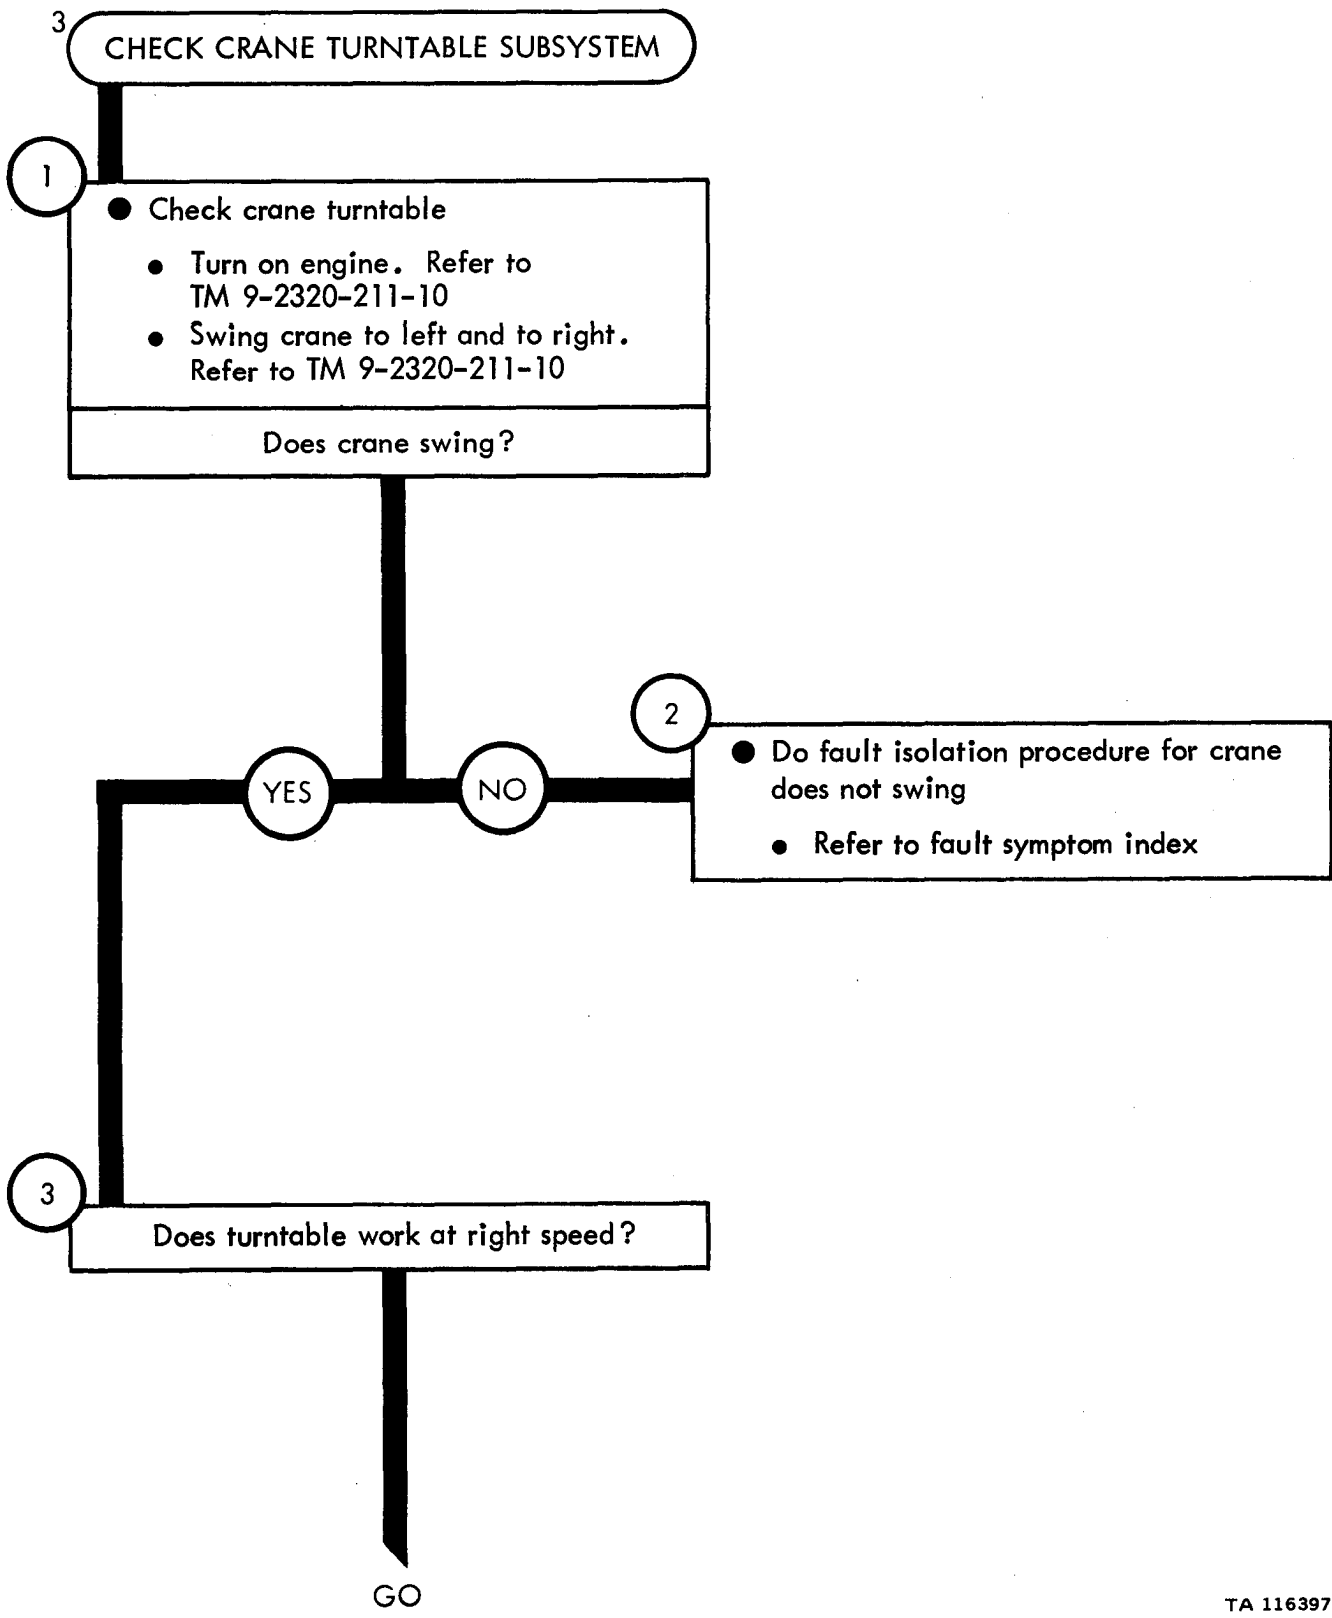 3
CHECK CRANE TURNTABLE SUBSYSTEM
1
● Check crane turntable
● Turn on engine. Refer to
TM 9-2320-211-10
● Swing crane to left and to right.
Refer to TM 9-2320-211-10
Does crane swing?
2
● Do fault isolation procedure for crane
does not swing
● Refer to fault symptom index
YES
NO
3
Does turntable work at right speed?
GO
TA 116397